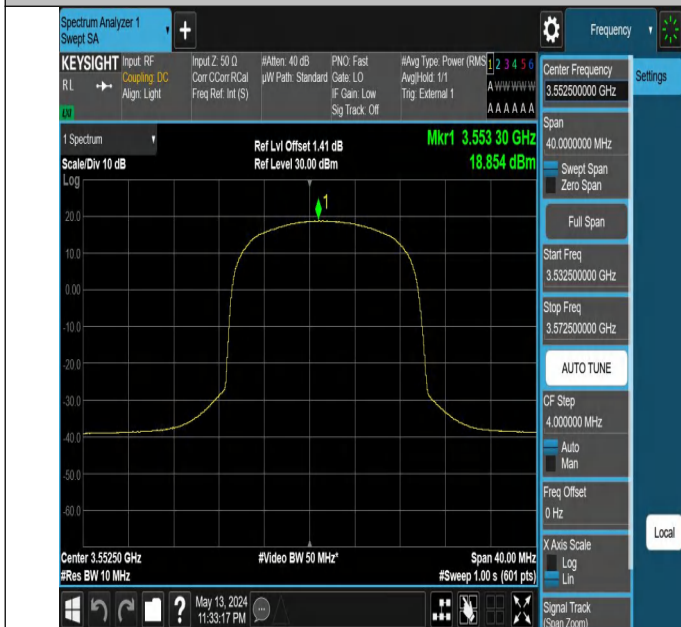 Spectrum Analyzer 1
Swept SA
+
Frequency
KEYSIGHT
RL
Input: RF
Coupling: DC
Align: Light
Input Z: 50 Ω
Corr CCorr RCal
Freq Ref: Int (S)
#Atten: 40 dB
µW Path: Standard
PNO: Fast
Gate: LO
IF Gain: Low
Sig Track: Off
#Avg Type: Power (RMS
Avg|Hold: 1/1
Trig: External 1
1 2 3 4 5 6
A W W W W W
A A A A A A
1 Spectrum
Scale/Div 10 dB
Log
Ref Lvl Offset 1.41 dB
Ref Level 30.00 dBm
Mkr1 3.553 30 GHz
18.854 dBm
1
20.0
10.0
0.00
-10.0
-20.0
-30.0
-40.0
-50.0
-60.0
Center 3.55250 GHz
#Res BW 10 MHz
#Video BW 50 MHz*
Span 40.00 MHz
#Sweep 1.00 s (601 pts)
?
May 13, 2024
11:33:17 PM
Center Frequency
3.552500000 GHz
Settings
Span
40.0000000 MHz
Swept Span
Zero Span
Full Span
Start Freq
3.532500000 GHz
Stop Freq
3.572500000 GHz
AUTO TUNE
CF Step
4.000000 MHz
Auto
Man
Freq Offset
0 Hz
X Axis Scale
Log
Lin
Local
Signal Track
(Span Zoom)